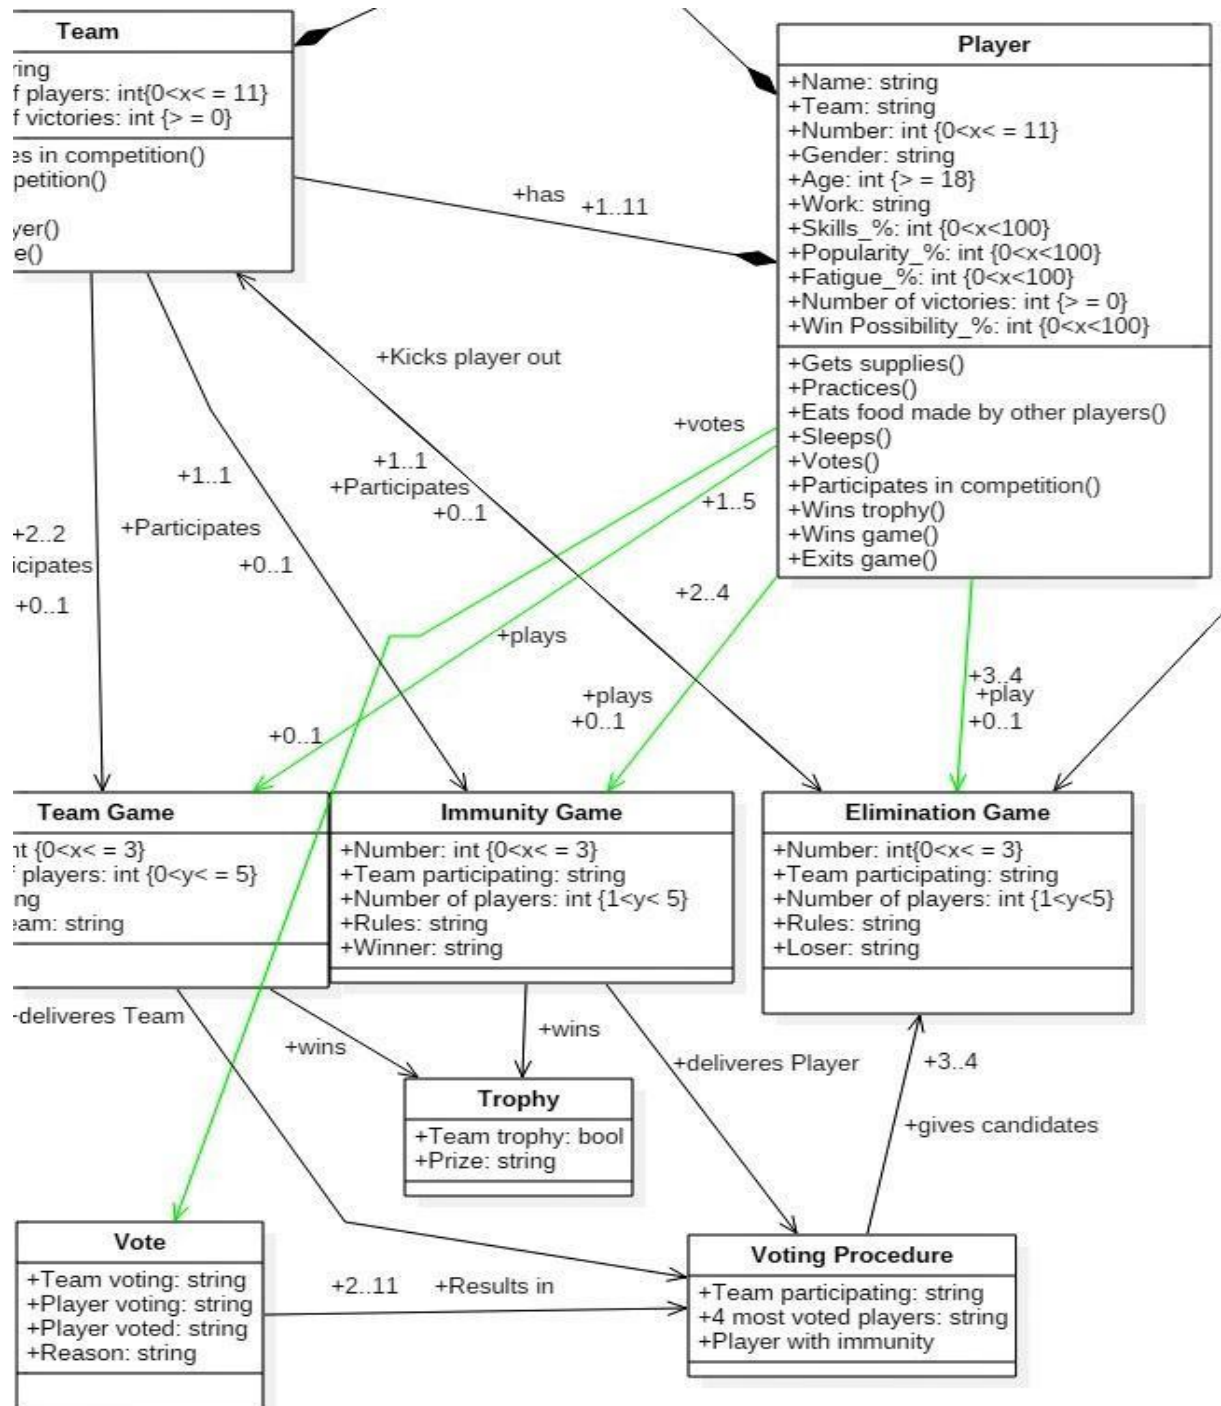 Team
ring
f players: int{0<x< = 11}
f victories: int {> = 0}
es in competition()
petition()
yer()
e()
Player
+Name: string
+Team: string
+Number: int {0<x< = 11}
+Gender: string
+Age: int {> = 18}
+Work: string
+Skills_%: int {0<x<100}
+Popularity_%: int {0<x<100}
+Fatigue_%: int {0<x<100}
+Number of victories: int {> = 0}
+Win Possibility_%: int {0<x<100}
+Gets supplies()
+Practices()
+Eats food made by other players()
+Sleeps()
+Votes()
+Participates in competition()
+Wins trophy()
+Wins game()
+Exits game()
+has
+1..11
+Kicks player out
+votes
+1..1
+Participates
+0..1
+1..1
+Participates
+0..1
+2..2
icipates
+0..1
+1..5
+plays
+0..1
+2..4
+plays
+0..1
+3..4
+play
+0..1
Team Game
nt {0<x< = 3}
f players: int {0<y< = 5}
ng
eam: string
Immunity Game
+Number: int {0<x< = 3}
+Team participating: string
+Number of players: int {1<y< 5}
+Rules: string
+Winner: string
Elimination Game
+Number: int{0<x< = 3}
+Team participating: string
+Number of players: int {1<y<5}
+Rules: string
+Loser: string
-deliveres Team
+wins
+wins
+deliveres Player
+3..4
+gives candidates
Trophy
+Team trophy: bool
+Prize: string
Vote
+Team voting: string
+Player voting: string
+Player voted: string
+Reason: string
+2..11
+Results in
Voting Procedure
+Team participating: string
+4 most voted players: string
+Player with immunity